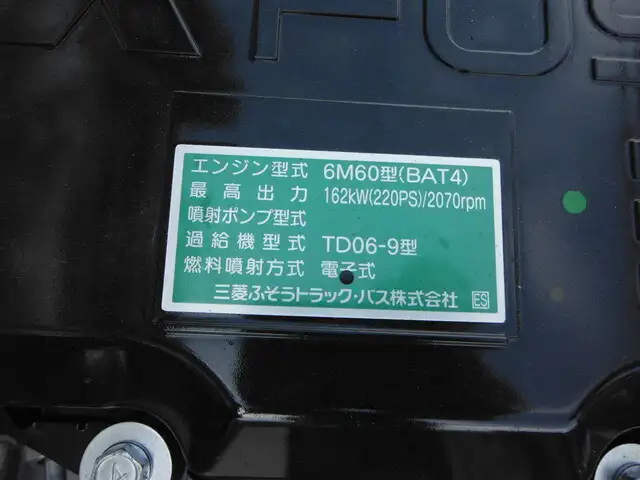 エンジン型式 6M60型(BAT4)
最高出力 162kW(220PS)/2070rpm
噴射ポンプ型式
過給機型式 TD06-9型
燃料噴射方式 電子式
三菱ふそうトラック・バス株式会社 ES